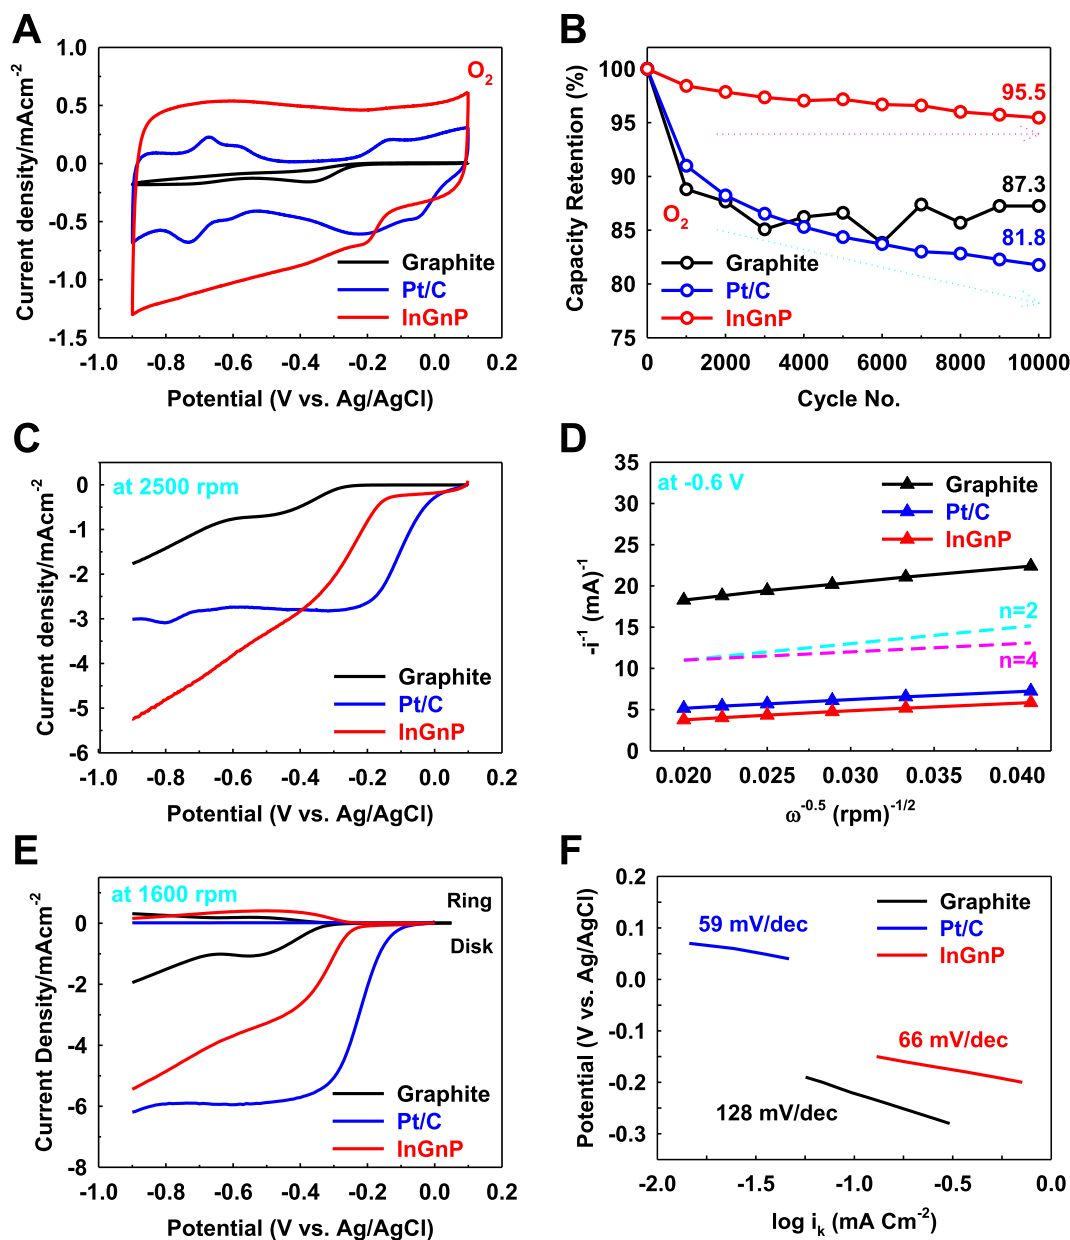 A
1.0
0.5
0.0
-0.5
-1.0
-1.5
-1.0
-0.8
-0.6
-0.4
-0.2
0.0
0.2
Current density/mAcm-2
Potential (V vs. Ag/AgCl)
O2
Graphite
Pt/C
InGnP
B
100
95
90
85
80
75
0
2000
4000
6000
8000
10000
Capacity Retention (%)
Cycle No.
95.5
87.3
81.8
O2
Graphite
Pt/C
InGnP
C
0
-1
-2
-3
-4
-5
-6
-1.0
-0.8
-0.6
-0.4
-0.2
0.0
0.2
Current density/mAcm-2
Potential (V vs. Ag/AgCl)
at 2500 rpm
Graphite
Pt/C
InGnP
D
35
30
25
20
15
10
5
0
0.020
0.025
0.030
0.035
0.040
-i-1 (mA)-1
ω-0.5 (rpm)-1/2
at -0.6 V
Graphite
Pt/C
InGnP
n=2
n=4
E
0
-2
-4
-6
-8
-1.0
-0.8
-0.6
-0.4
-0.2
0.0
0.2
Current Density/mAcm-2
Potential (V vs. Ag/AgCl)
at 1600 rpm
Ring
Disk
Graphite
Pt/C
InGnP
F
0.2
0.1
0.0
-0.1
-0.2
-0.3
-2.0
-1.5
-1.0
-0.5
0.0
Potential (V vs. Ag/AgCl)
log ik (mA Cm-2)
59 mV/dec
Graphite
Pt/C
InGnP
66 mV/dec
128 mV/dec